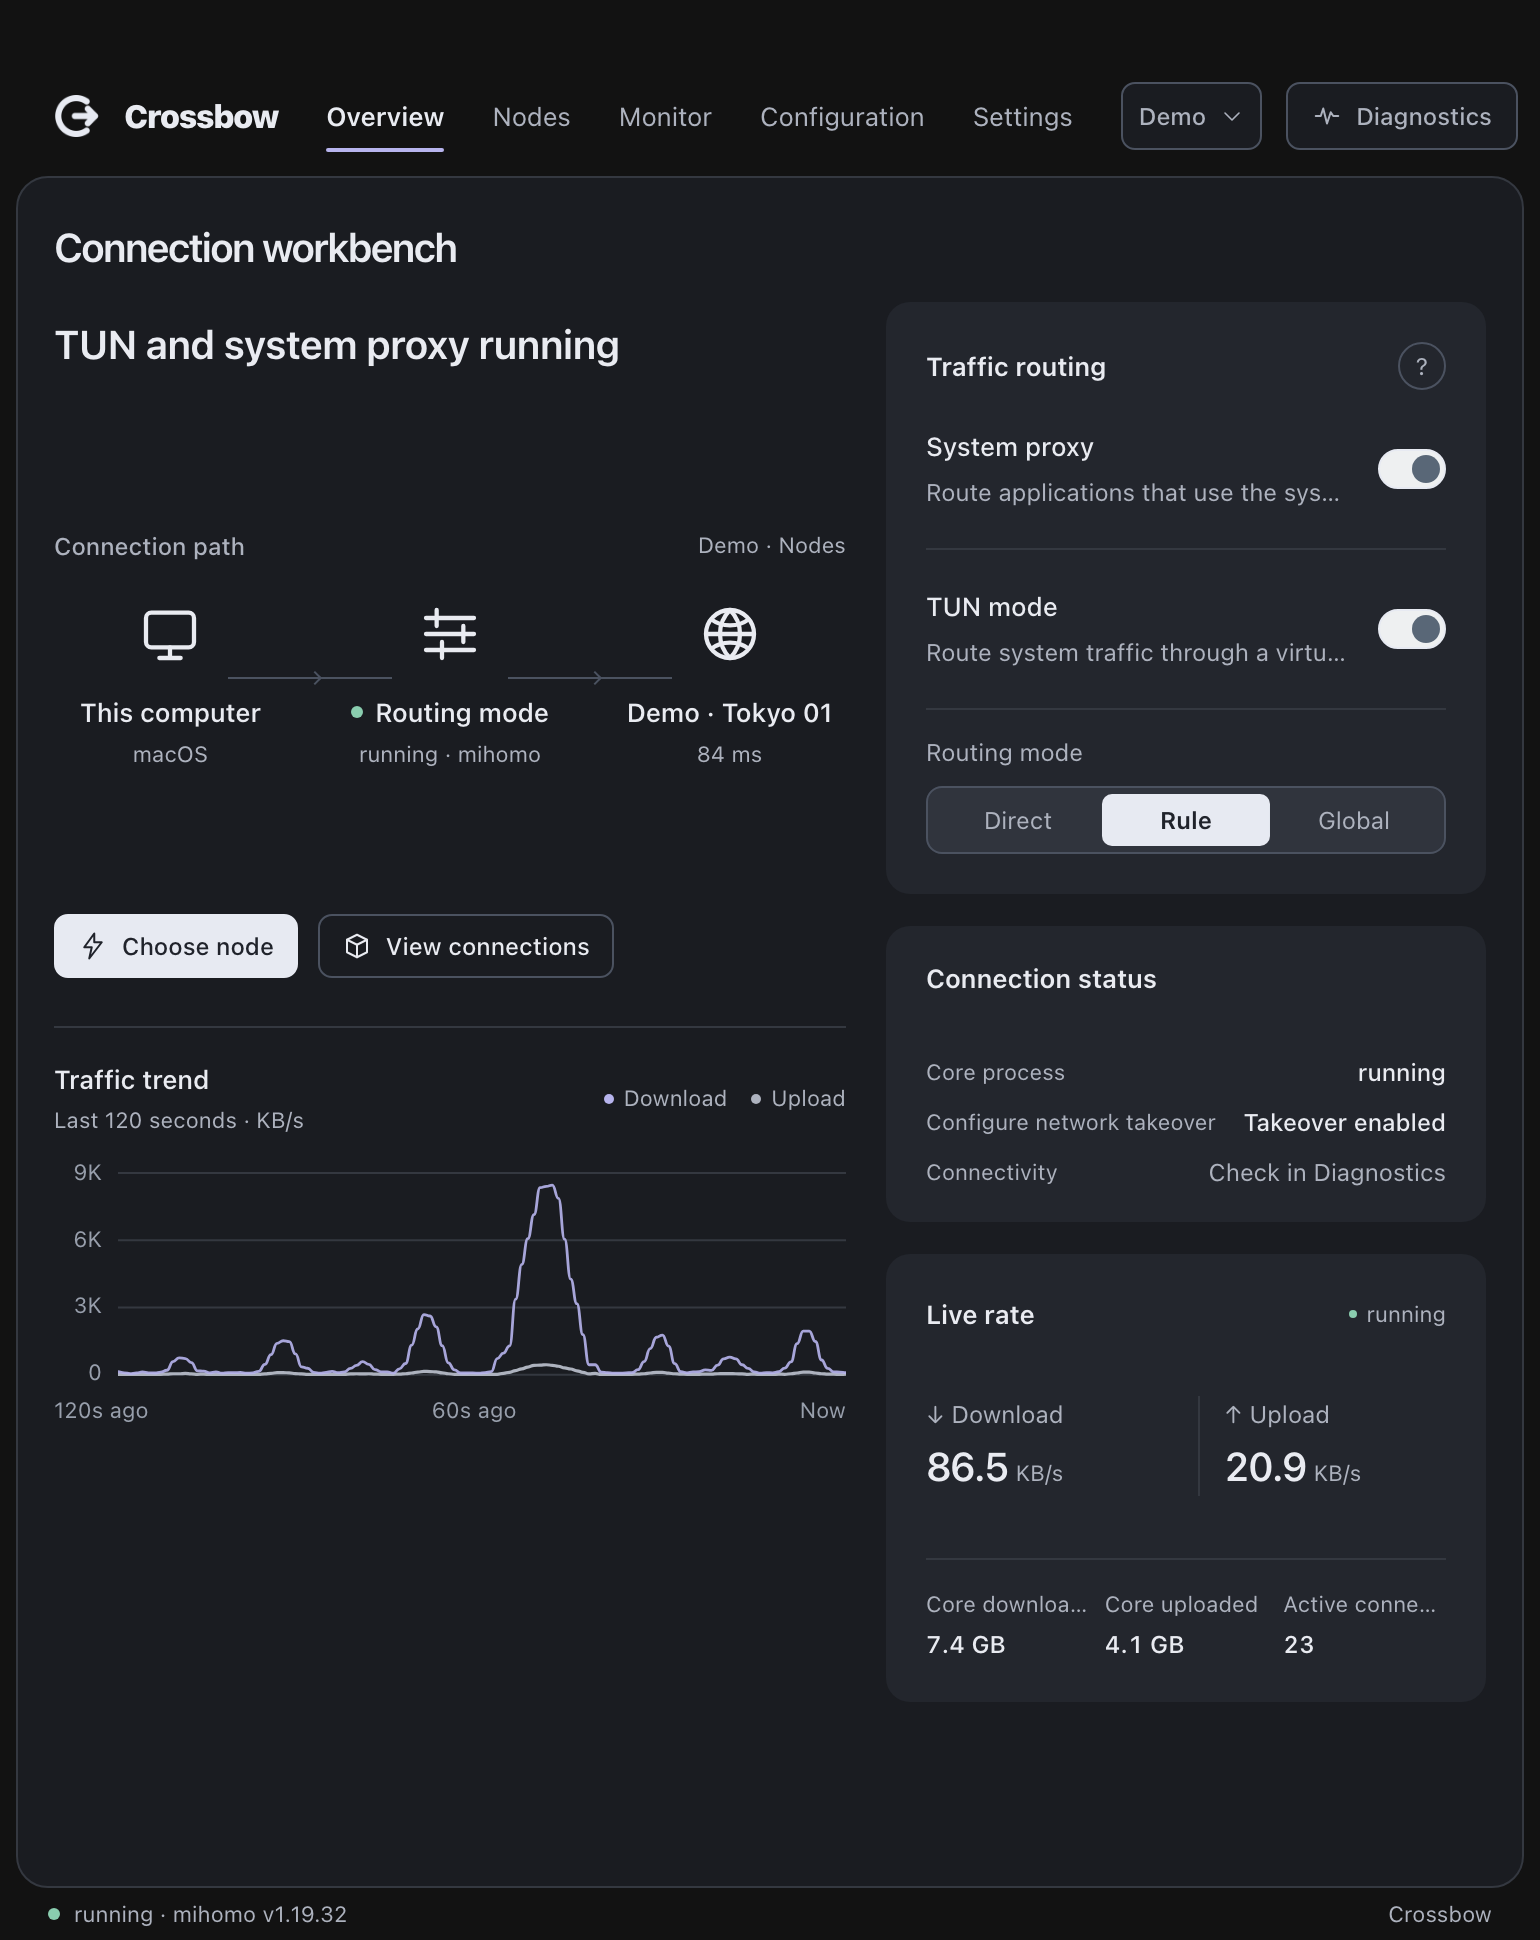 Crossbow
Overview
Nodes
Monitor
Configuration
Settings
Demo
Diagnostics
Connection workbench
TUN and system proxy running
Connection path
Demo · Nodes
This computer
macOS
Routing mode
running · mihomo
Demo · Tokyo 01
84 ms
Choose node
View connections
Traffic trend
Last 120 seconds · KB/s
Download
Upload
9K
6K
3K
0
120s ago
60s ago
Now
Traffic routing
?
System proxy
Route applications that use the sys...
TUN mode
Route system traffic through a virtu...
Routing mode
Direct
Rule
Global
Connection status
Core process
running
Configure network takeover
Takeover enabled
Connectivity
Check in Diagnostics
Live rate
running
↓ Download
86.5 KB/s
↑ Upload
20.9 KB/s
Core downloa...
7.4 GB
Core uploaded
4.1 GB
Active conne...
23
running · mihomo v1.19.32
Crossbow